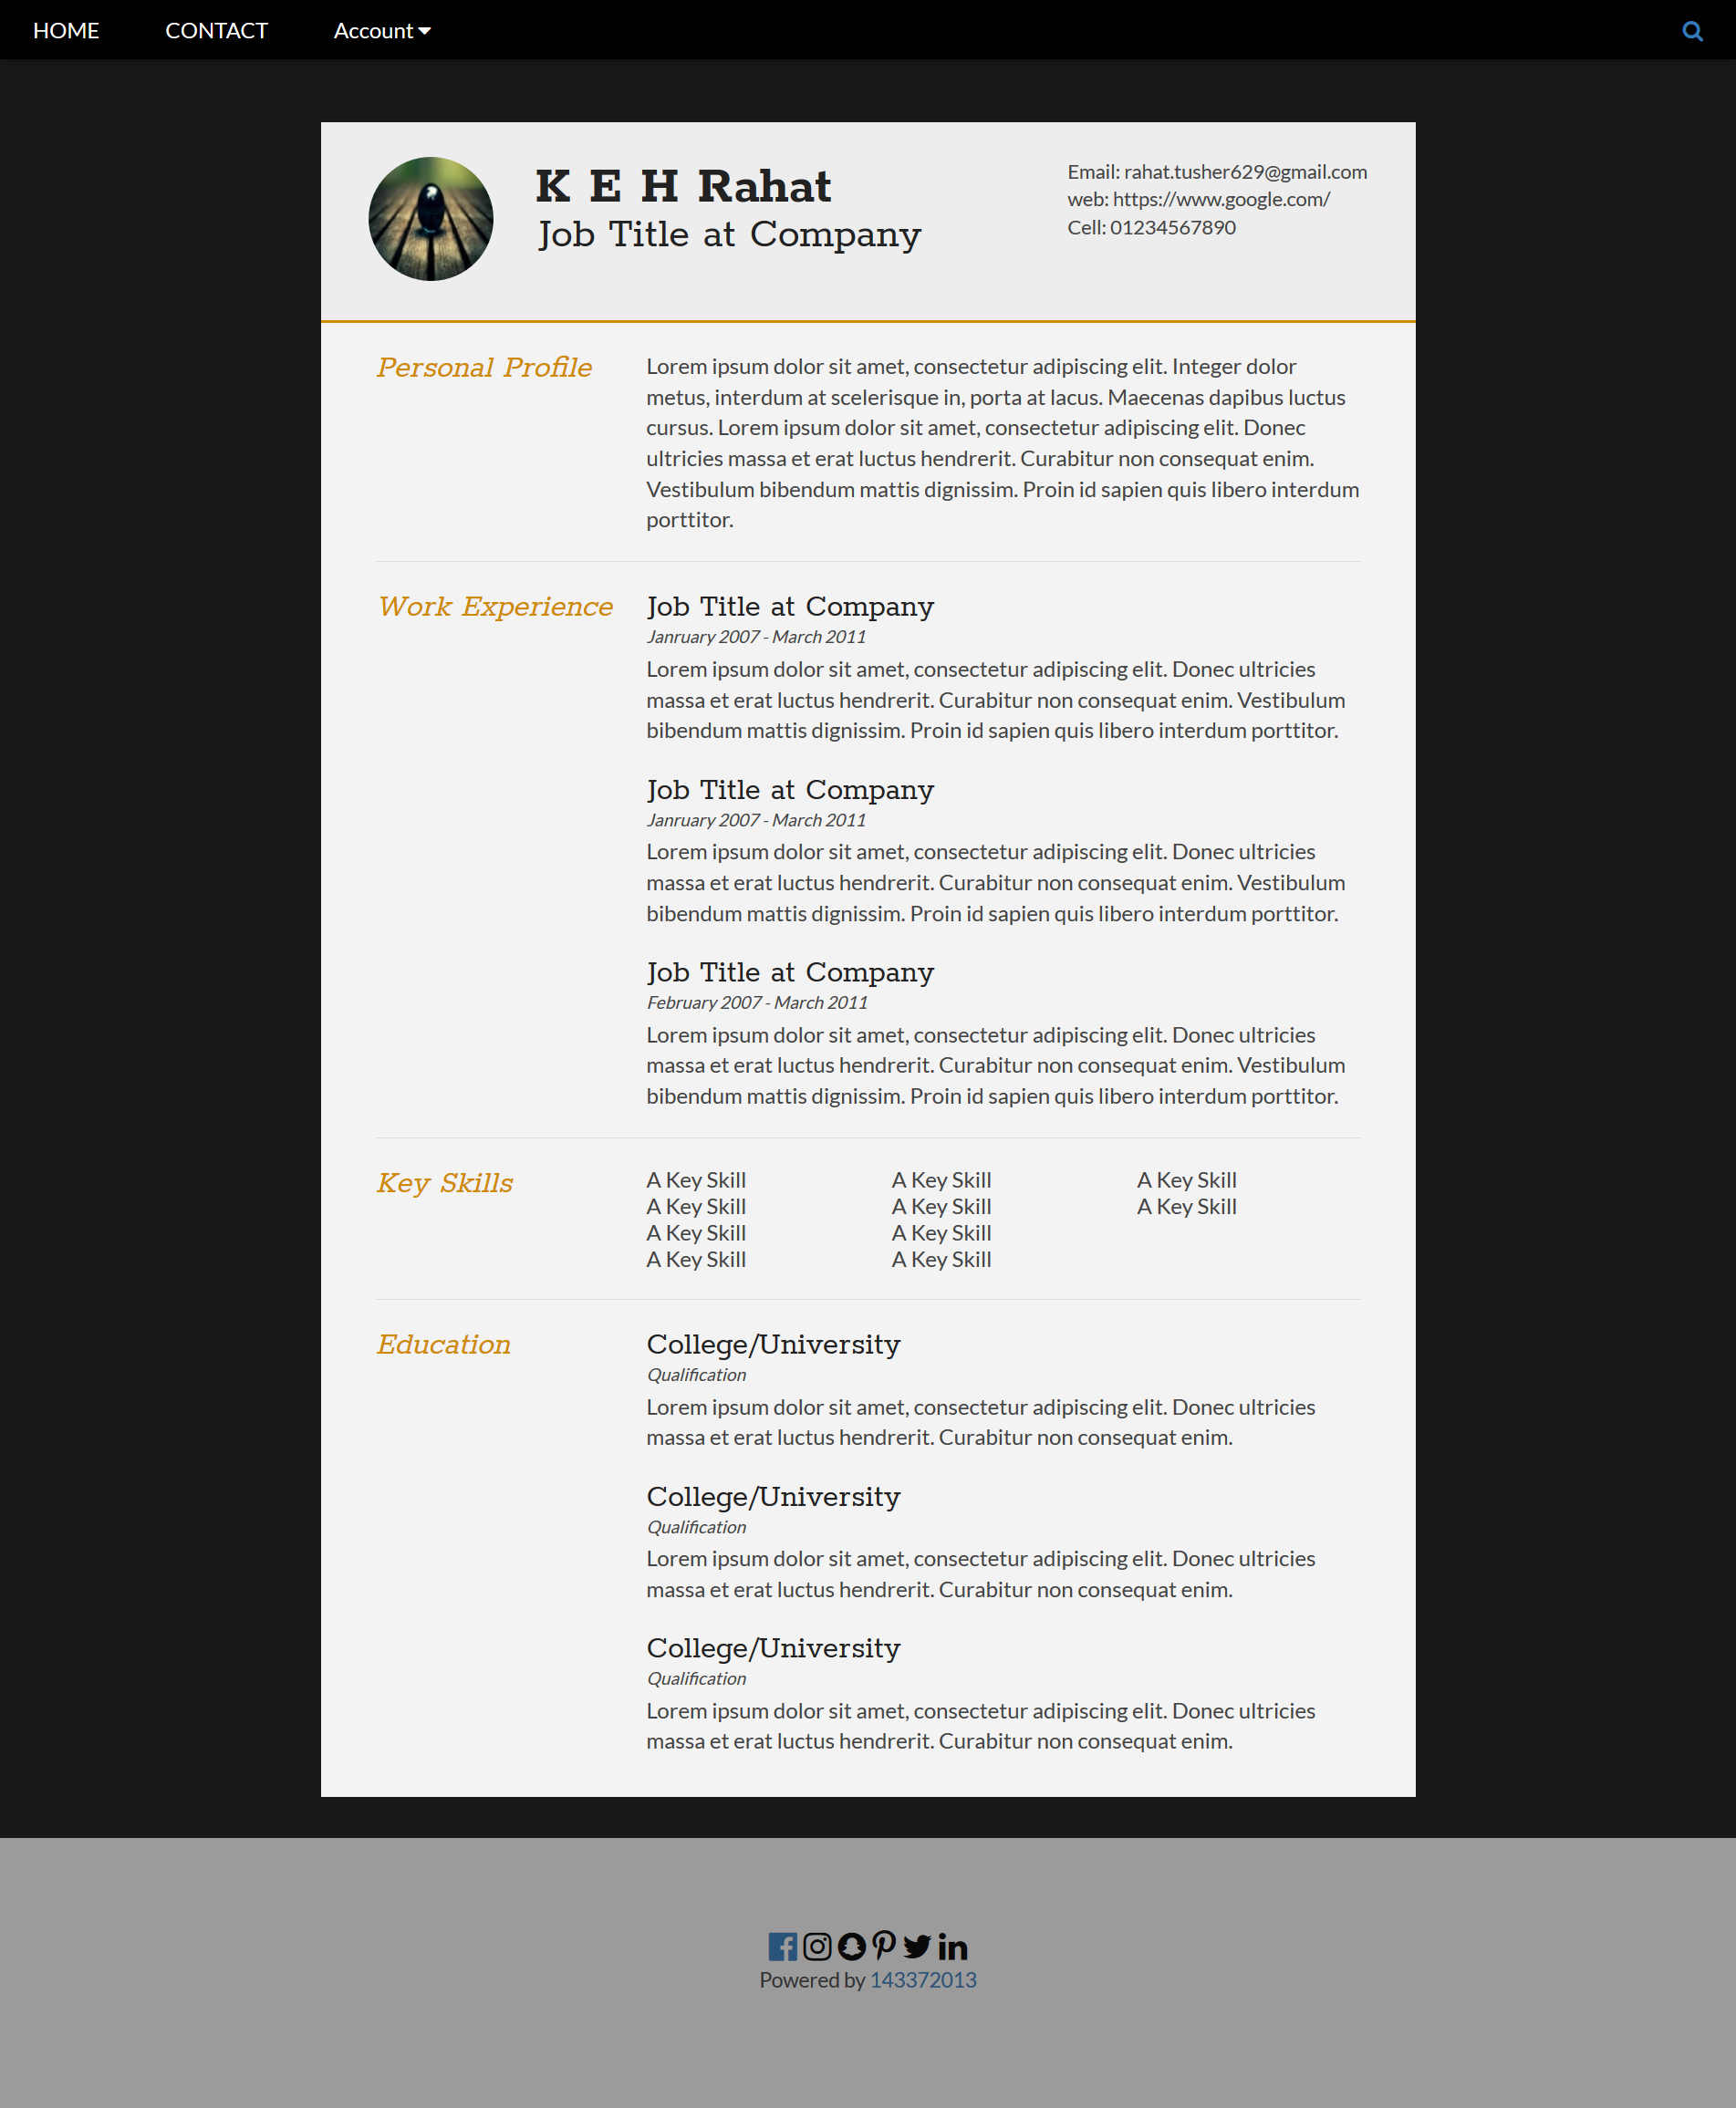 HOME CONTACT Account
K E H Rahat
Job Title at Company
Email: rahat.tusher629@gmail.com
web: https://www.google.com/
Cell: 01234567890
Personal Profile
Lorem ipsum dolor sit amet, consectetur adipiscing elit. Integer dolor
metus, interdum at scelerisque in, porta at lacus. Maecenas dapibus luctus
cursus. Lorem ipsum dolor sit amet, consectetur adipiscing elit. Donec
ultricies massa et erat luctus hendrerit. Curabitur non consequat enim.
Vestibulum bibendum mattis dignissim. Proin id sapien quis libero interdum
porttitor.
Work Experience
Job Title at Company
Janruary 2007 - March 2011
Lorem ipsum dolor sit amet, consectetur adipiscing elit. Donec ultricies
massa et erat luctus hendrerit. Curabitur non consequat enim. Vestibulum
bibendum mattis dignissim. Proin id sapien quis libero interdum porttitor.
Job Title at Company
Janruary 2007 - March 2011
Lorem ipsum dolor sit amet, consectetur adipiscing elit. Donec ultricies
massa et erat luctus hendrerit. Curabitur non consequat enim. Vestibulum
bibendum mattis dignissim. Proin id sapien quis libero interdum porttitor.
Job Title at Company
February 2007 - March 2011
Lorem ipsum dolor sit amet, consectetur adipiscing elit. Donec ultricies
massa et erat luctus hendrerit. Curabitur non consequat enim. Vestibulum
bibendum mattis dignissim. Proin id sapien quis libero interdum porttitor.
Key Skills
A Key Skill A Key Skill A Key Skill
A Key Skill A Key Skill A Key Skill
A Key Skill A Key Skill
A Key Skill A Key Skill
Education
College/University
Qualification
Lorem ipsum dolor sit amet, consectetur adipiscing elit. Donec ultricies
massa et erat luctus hendrerit. Curabitur non consequat enim.
College/University
Qualification
Lorem ipsum dolor sit amet, consectetur adipiscing elit. Donec ultricies
massa et erat luctus hendrerit. Curabitur non consequat enim.
College/University
Qualification
Lorem ipsum dolor sit amet, consectetur adipiscing elit. Donec ultricies
massa et erat luctus hendrerit. Curabitur non consequat enim.
Powered by 143372013